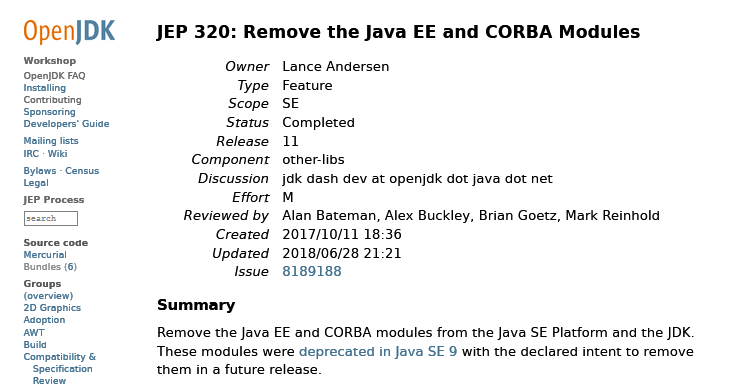 OpenJDK
Workshop
OpenJDK FAQ
Installing
Contributing
Sponsoring
Developers' Guide
Mailing lists
IRC · Wiki
Bylaws · Census
Legal
JEP Process
search
Source code
Mercurial
Bundles (6)
Groups
(overview)
2D Graphics
Adoption
AWT
Build
Compatibility &
Specification
Review
JEP 320: Remove the Java EE and CORBA Modules
Owner Lance Andersen
Type Feature
Scope SE
Status Completed
Release 11
Component other-libs
Discussion jdk dash dev at openjdk dot java dot net
Effort M
Reviewed by Alan Bateman, Alex Buckley, Brian Goetz, Mark Reinhold
Created 2017/10/11 18:36
Updated 2018/06/28 21:21
Issue 8189188
Summary
Remove the Java EE and CORBA modules from the Java SE Platform and the JDK.
These modules were deprecated in Java SE 9 with the declared intent to remove
them in a future release.